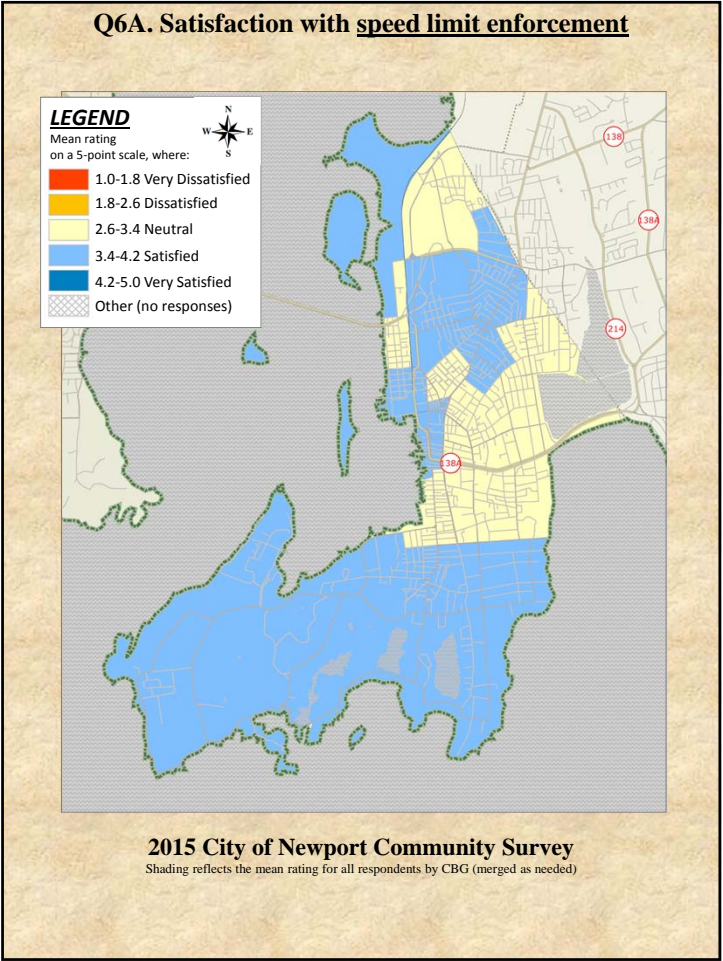 Q6A. Satisfaction with speed limit enforcement
LEGEND
Mean rating
on a 5-point scale, where:
N
W E
S
1.0-1.8 Very Dissatisfied
1.8-2.6 Dissatisfied
2.6-3.4 Neutral
3.4-4.2 Satisfied
4.2-5.0 Very Satisfied
Other (no responses)
138
138A
214
138A
2015 City of Newport Community Survey
Shading reflects the mean rating for all respondents by CBG (merged as needed)